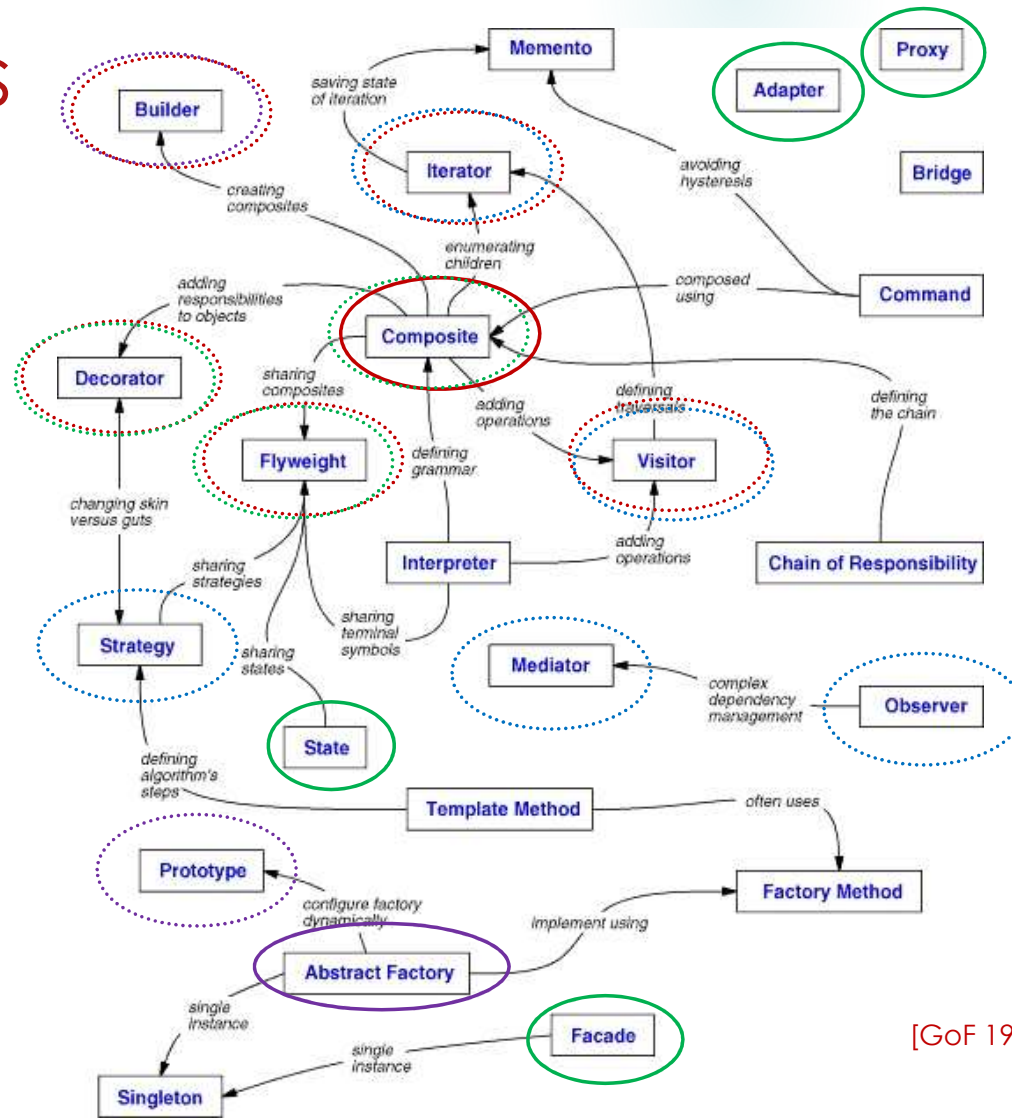 S
Memento
Proxy
saving state
of iteration
Adapter
Builder
avoiding
hysteresis
Iterator
Bridge
creating
composites
enumerating
children
adding
responsibilities
to objects
composed
using
Command
Composite
Decorator
sharing
composites
adding
operations
defining
traversals
defining
the chain
Flyweight
defining
grammar
Visitor
changing skin
versus guts
adding
operations
Interpreter
Chain of Responsibility
sharing
strategies
sharing
terminal
symbols
Strategy
sharing
states
Mediator
complex
dependency
management
Observer
State
defining
algorithm's
steps
Template Method
often uses
Prototype
Factory Method
configure factory
dynamically
implement using
Abstract Factory
single
instance
Facade
[GoF 19
single
instance
Singleton